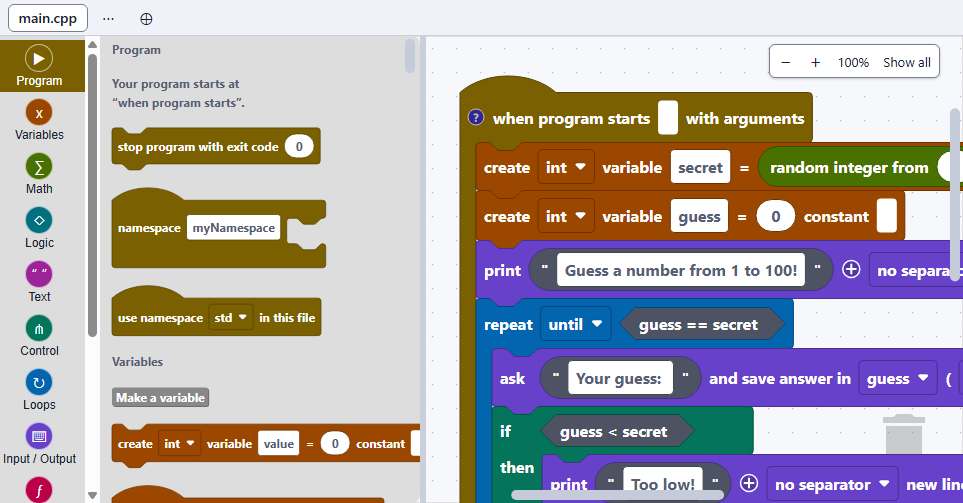 main.cpp ...
− + 100% Show all
Program
Variables
Math
Logic
Text
Control
Loops
Input / Output
Program
Your program starts at
“when program starts”.
stop program with exit code 0
namespace myNamespace
use namespace std in this file
Variables
Make a variable
create int variable value = 0 constant
? when program starts with arguments
create int variable secret = random integer from
create int variable guess = 0 constant
print " Guess a number from 1 to 100! " no separa
repeat until guess == secret
ask " Your guess: " and save answer in guess (
if guess < secret
then print " Too low! " no separator new line